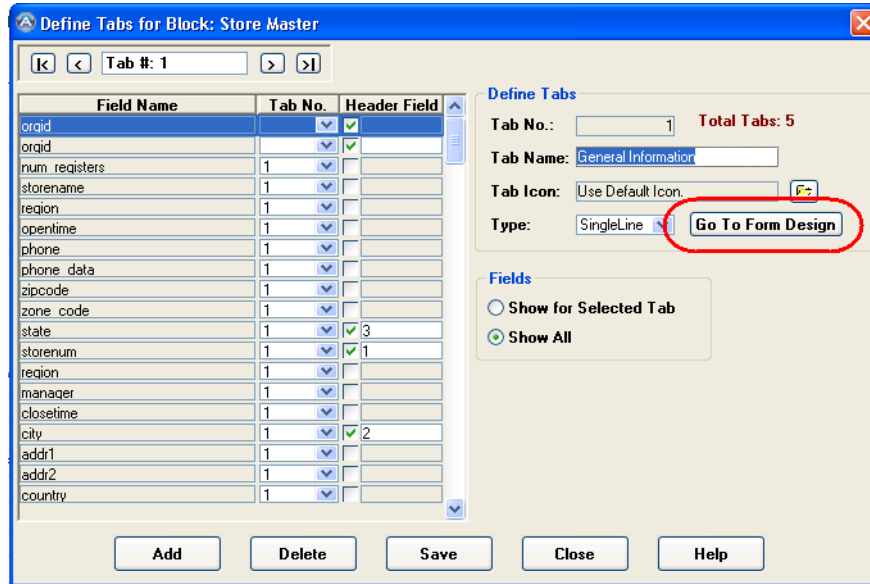 Define Tabs for Block: Store Master
Tab #: 1
Field Name Tab No. Header Field
orgid
orgid
num_registers 1
storename 1
region 1
opentime 1
phone 1
phone_data 1
zipcode 1
zone_code 1
state 1 3
storenum 1 1
region 1
manager 1
closetime 1
city 1 2
addr1 1
addr2 1
country 1
Define Tabs
Tab No.: 1 Total Tabs: 5
Tab Name: General Information
Tab Icon: Use Default Icon.
Type: SingleLine Go To Form Design
Fields
Show for Selected Tab
Show All
Add Delete Save Close Help